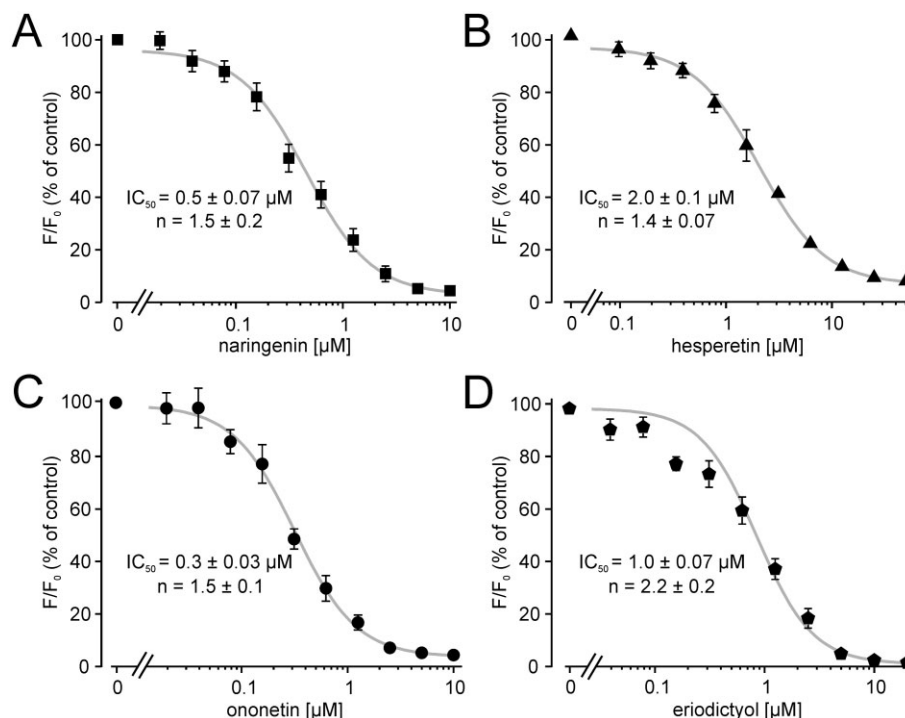 A
F/F₀ (% of control)
100
80
60
40
20
0
IC₅₀ = 0.5 ± 0.07 µM
n = 1.5 ± 0.2
0 0.1 1 10
naringenin [µM]
B
F/F₀ (% of control)
100
80
60
40
20
0
IC₅₀ = 2.0 ± 0.1 µM
n = 1.4 ± 0.07
0 0.1 1 10
hesperetin [µM]
C
F/F₀ (% of control)
100
80
60
40
20
0
IC₅₀ = 0.3 ± 0.03 µM
n = 1.5 ± 0.1
0 0.1 1 10
ononetin [µM]
D
F/F₀ (% of control)
100
80
60
40
20
0
IC₅₀ = 1.0 ± 0.07 µM
n = 2.2 ± 0.2
0 0.1 1 10
eriodictyol [µM]